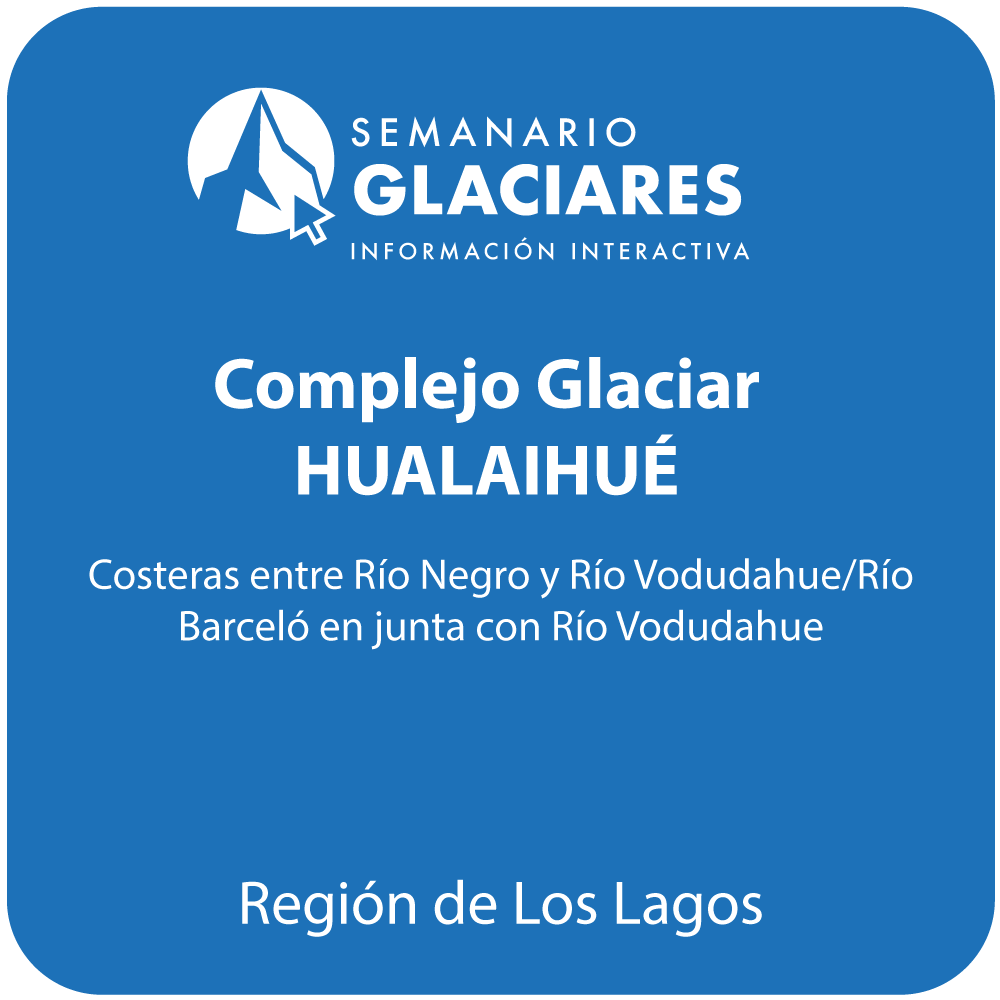 SEMANARIO
GLACIARES
INFORMACIÓN INTERACTIVA
Complejo Glaciar
HUALAIHUÉ
Costeras entre Río Negro y Río Vodudahue/Río
Barceló en junta con Río Vodudahue
Región de Los Lagos